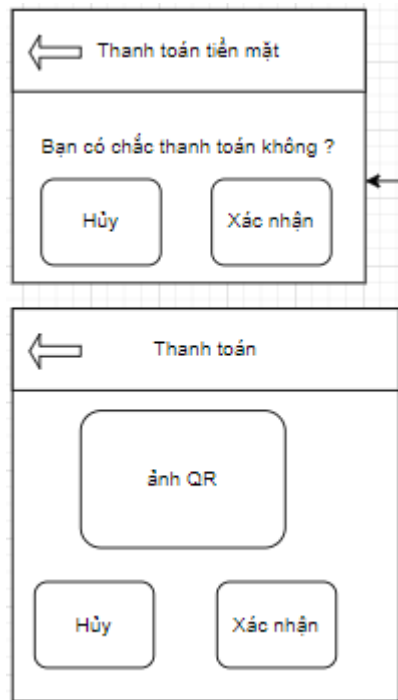 Thanh toán tiền mặt
Bạn có chắc thanh toán không ?
Hủy
Xác nhận
Thanh toán
ảnh QR
Hủy
Xác nhận